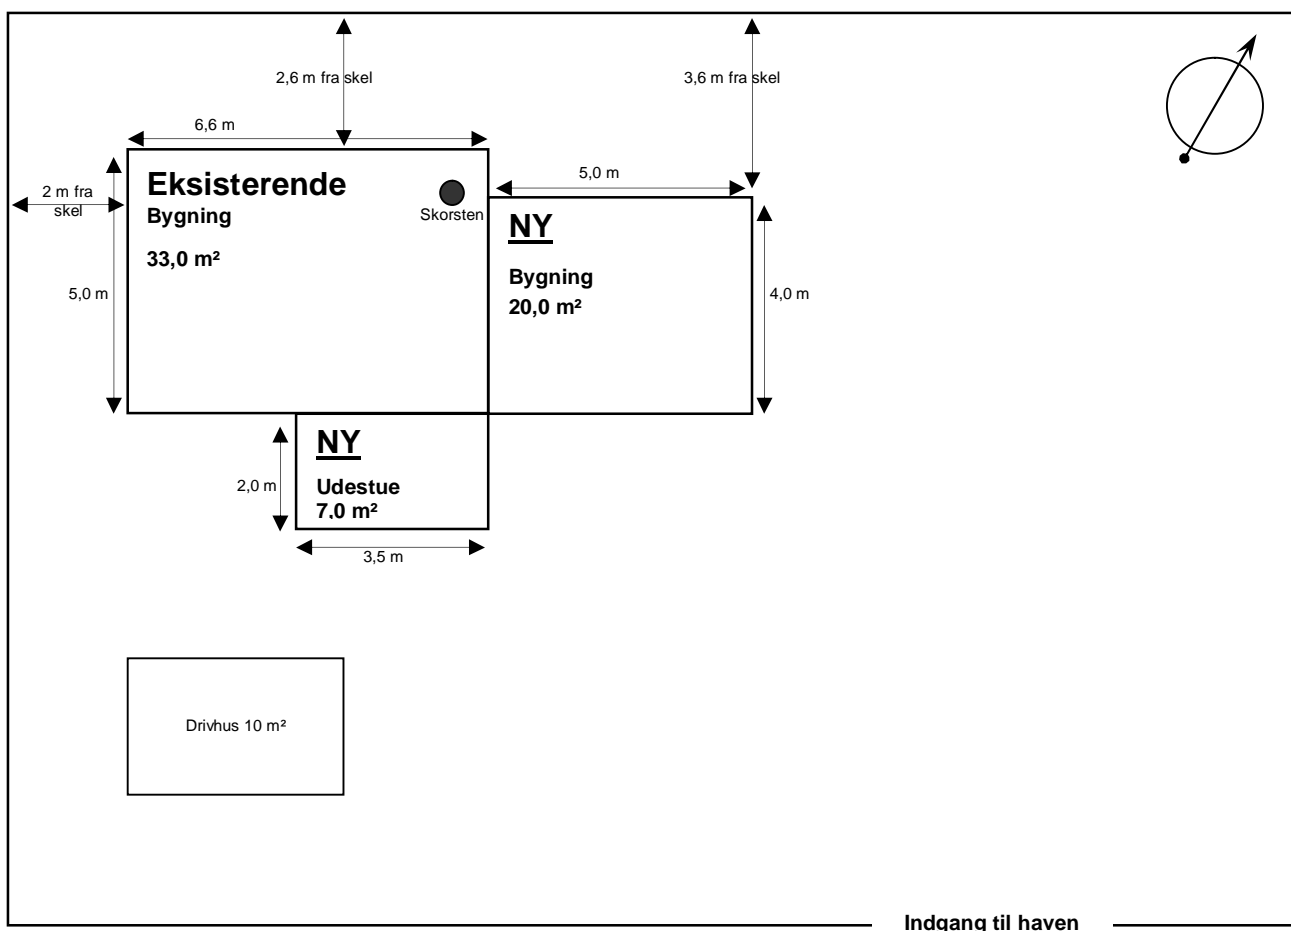 2,6 m fra skel
3,6 m fra skel
6,6 m
5,0 m
2 m fra
skel
Eksisterende
Bygning
33,0 m²
Skorsten
NY
Bygning
20,0 m²
5,0 m
4,0 m
NY
Udestue
7,0 m²
2,0 m
3,5 m
Drivhus 10 m²
Indgang til haven